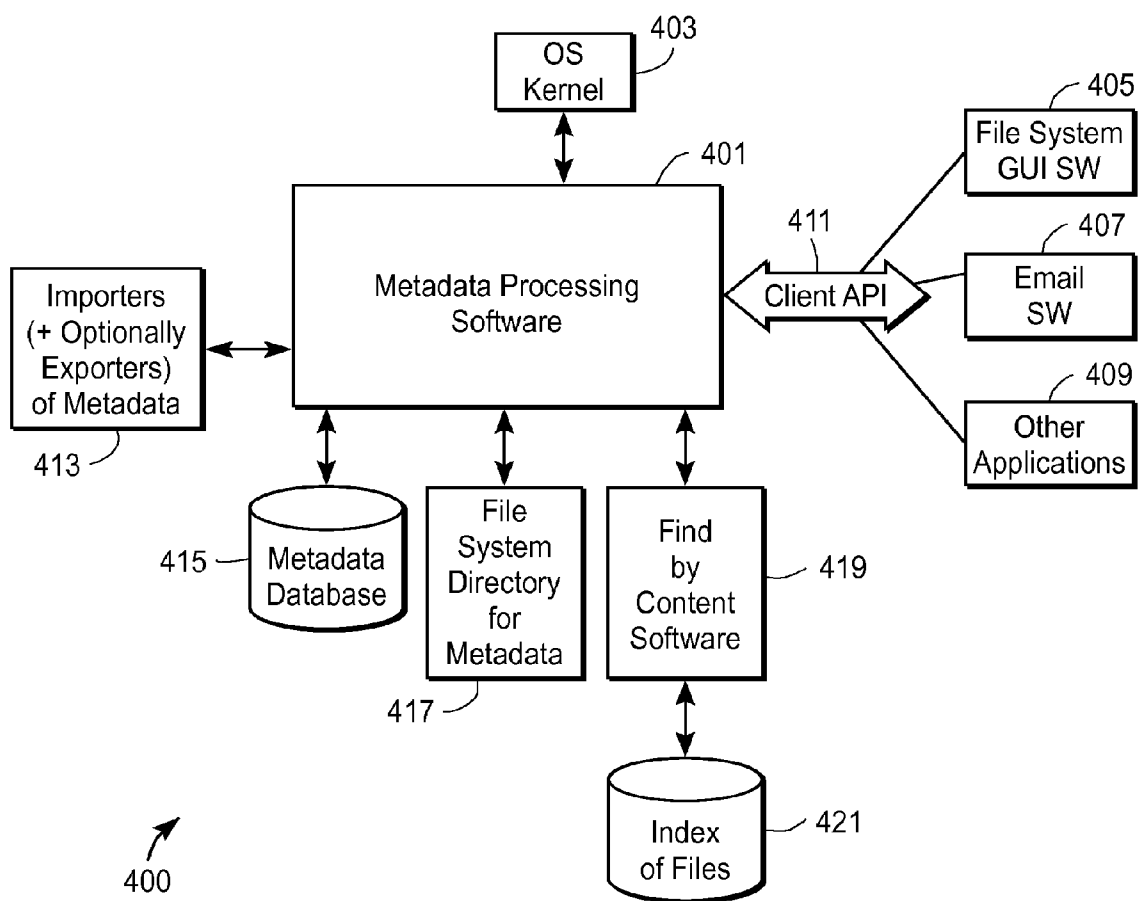 OS
Kernel
403
401
Metadata Processing
Software
411
Client API
405
File System
GUI SW
407
Email
SW
409
Other
Applications
Importers
(+ Optionally
Exporters)
of Metadata
413
415
Metadata
Database
File
System
Directory
for
Metadata
417
Find
by
Content
Software
419
Index
of Files
421
400